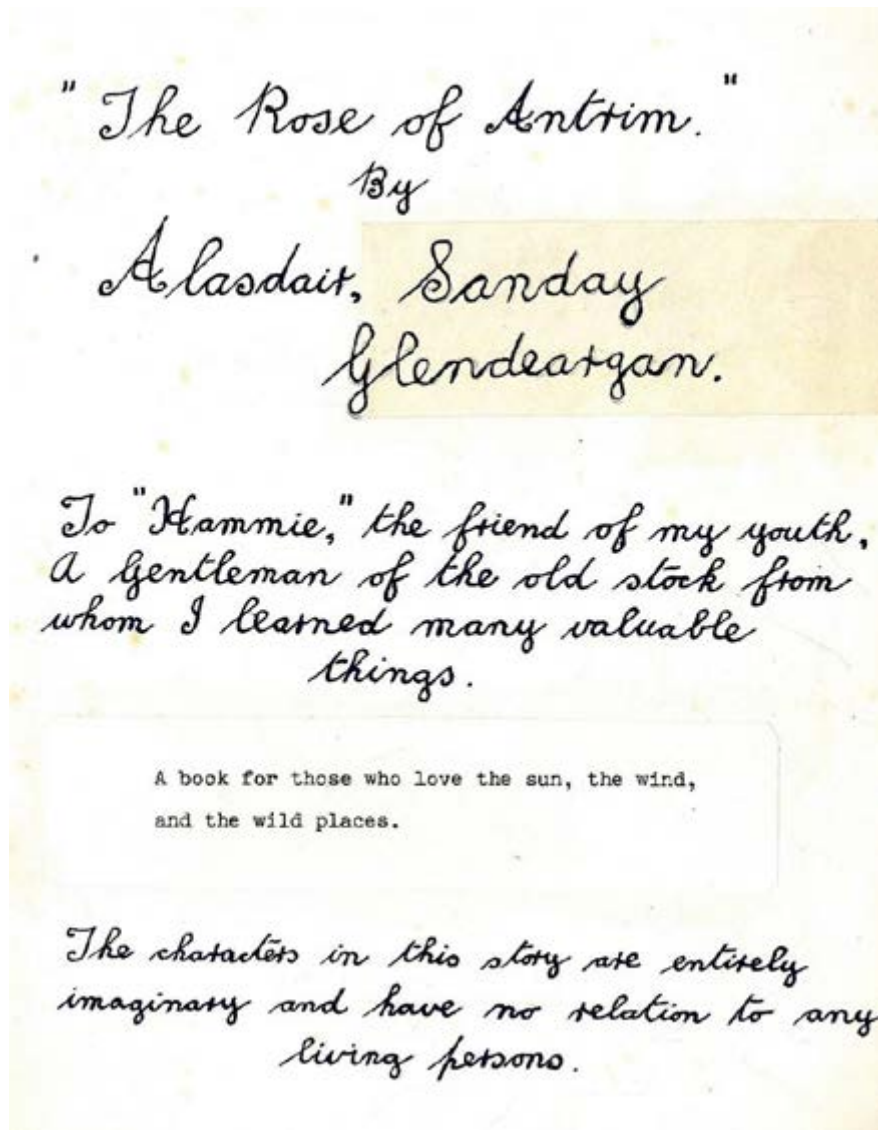 "The Rose of Antrim."
By
Alasdair, Sanday
Glendeargan.
To "Hammie," the friend of my youth,
A Gentleman of the old stock from
whom I learned many valuable
things.
A book for those who love the sun, the wind,
and the wild places.
The characters in this story are entirely
imaginary and have no relation to any
living persons.